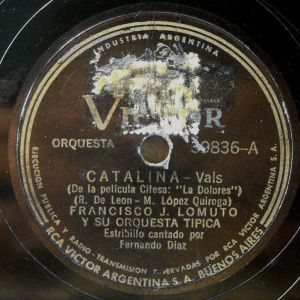 INDUSTRIA ARGENTINA
VICTOR
ORQUESTA 39836-A
CATALINA - Vals
(De la película Cifesa: "La Dolores")
(R. De Leon - M. López Quiroga)
FRANCISCO J. LOMUTO
Y SU ORQUESTA TIPICA
Estribillo cantado por
Fernando Díaz
EJECUCION PUBLICA Y RADIO-TRANSMISION RESERVADAS POR RCA VICTOR ARGENTINA S.A.
RCA VICTOR ARGENTINA S.A. BUENOS AIRES